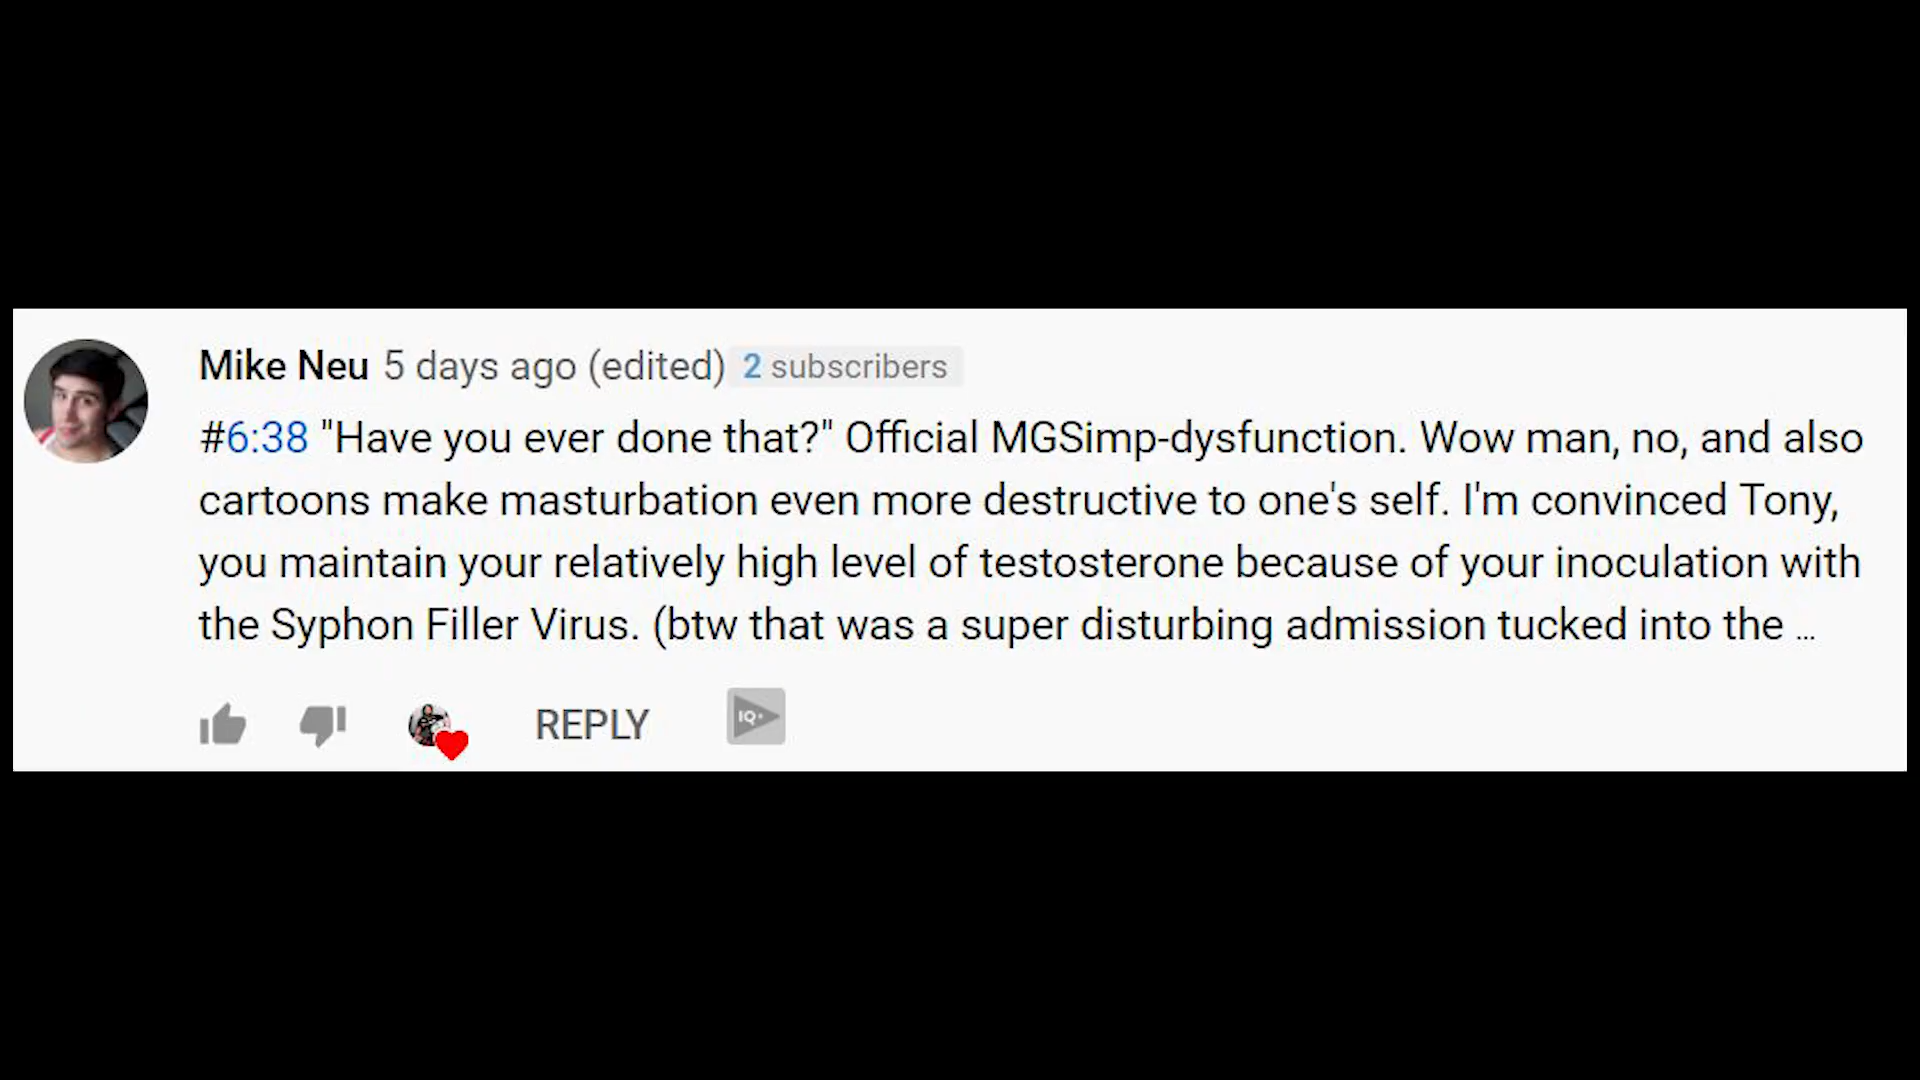 Mike Neu 5 days ago (edited) 2 subscribers
#6:38 "Have you ever done that?" Official MGSimp-dysfunction. Wow man, no, and also
cartoons make masturbation even more destructive to one's self. I'm convinced Tony,
you maintain your relatively high level of testosterone because of your inoculation with
the Syphon Filler Virus. (btw that was a super disturbing admission tucked into the ...
REPLY IQ+